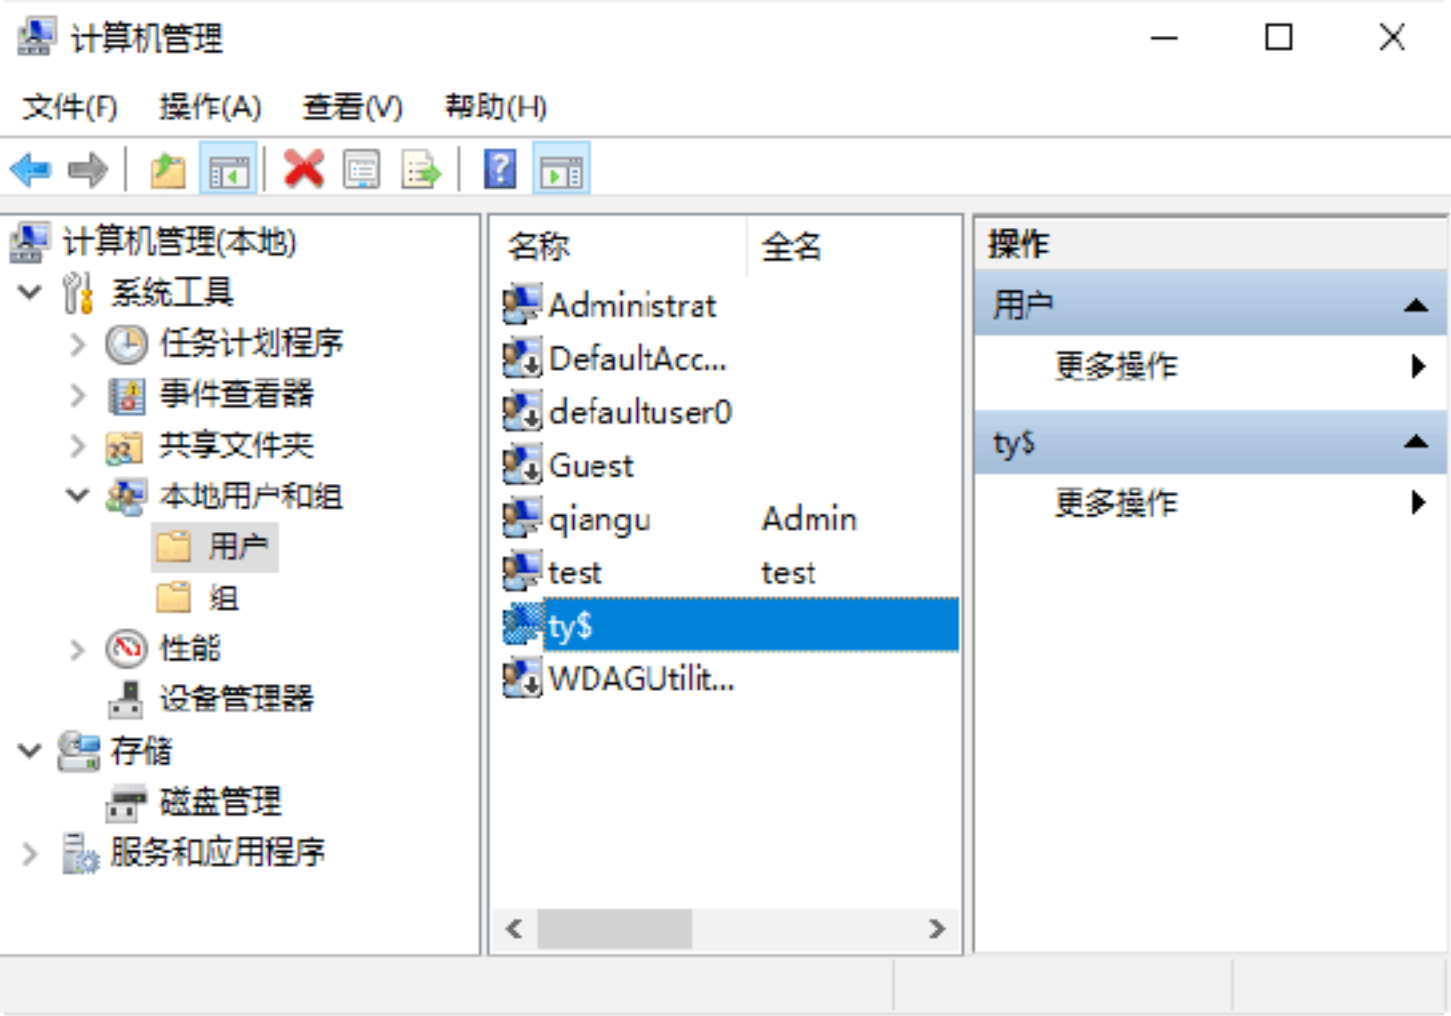 计算机管理
文件(F) 操作(A) 查看(V) 帮助(H)
计算机管理(本地)
系统工具
任务计划程序
事件查看器
共享文件夹
本地用户和组
用户
组
性能
设备管理器
存储
磁盘管理
服务和应用程序
名称 全名
Administrat
DefaultAcc...
defaultuser0
Guest
qiangu Admin
test test
ty$
WDAGUtilit...
操作
用户
更多操作
ty$
更多操作